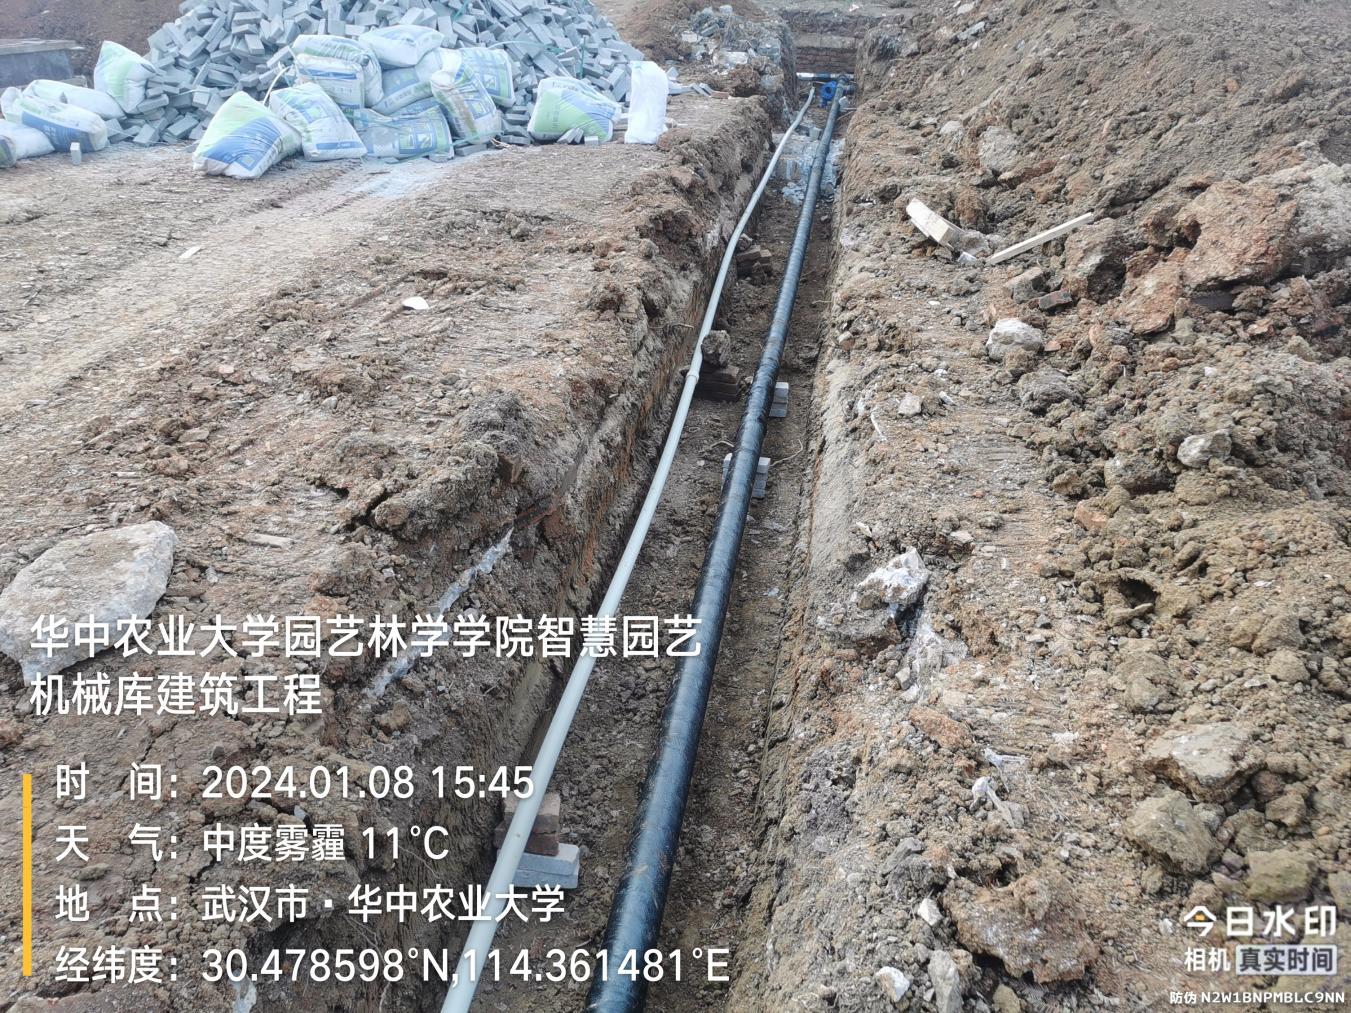 华中农业大学园艺林学学院智慧园艺
机械库建筑工程
时 间：2024.01.08 15:45
天 气：中度雾霾 11°C
地 点：武汉市·华中农业大学
经纬度：30.478598°N,114.361481°E
今日水印
相机 真实时间
防伪 N2W1BNPMBLC9NN